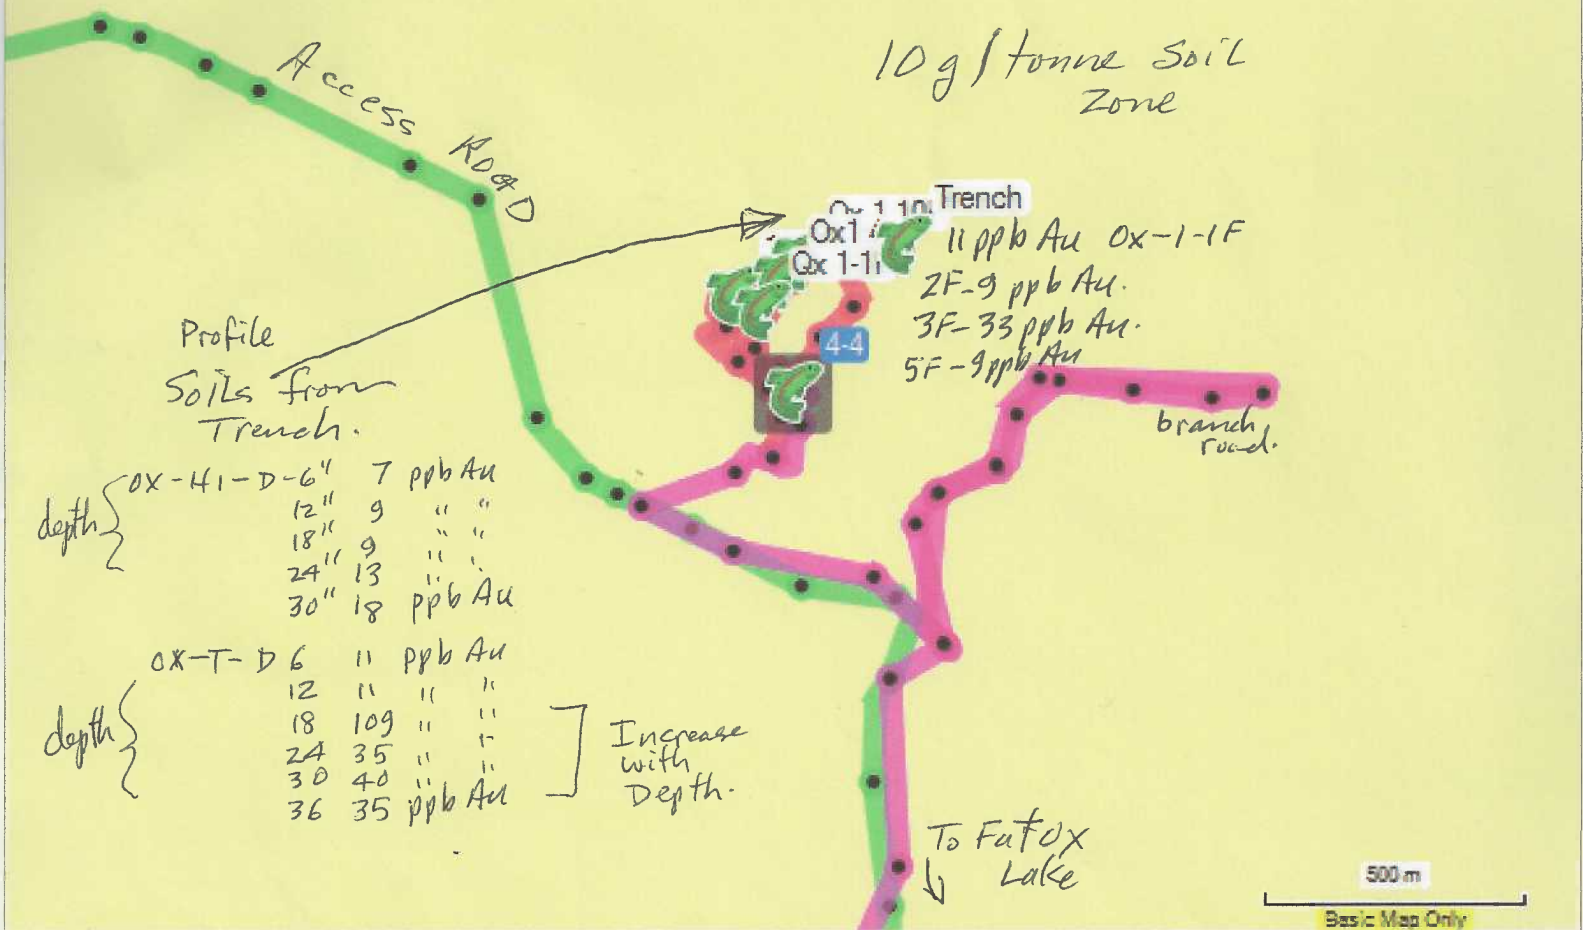 10 g/tonne Soil
Zone
Access Road
Trench
Ox1
Qx 1-1
11 ppb Au OX-1-1F
2F-9 ppb Au.
3F-33 ppb Au.
5F-9ppb Au
4-4
branch
road.
Profile
Soils from
Trench.
depth
OX-H1-D-6" 7 ppb Au
12" 9 " "
18" 9 " "
24" 13 " "
30" 18 ppb Au
depth
OX-T-D 6 11 ppb Au
12 11 " "
18 109 " "
24 35 " "
30 40 " "
36 35 ppb Au
Increase
with
Depth.
To Fat Ox
Lake
500 m
Basic Map Only